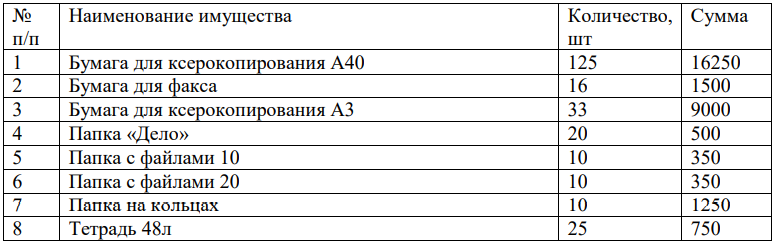 № п/п Наименование имущества Количество, шт Сумма
1 Бумага для ксерокопирования А40 125 16250
2 Бумага для факса 16 1500
3 Бумага для ксерокопирования А3 33 9000
4 Папка «Дело» 20 500
5 Папка с файлами 10 10 350
6 Папка с файлами 20 10 350
7 Папка на кольцах 10 1250
8 Тетрадь 48л 25 750